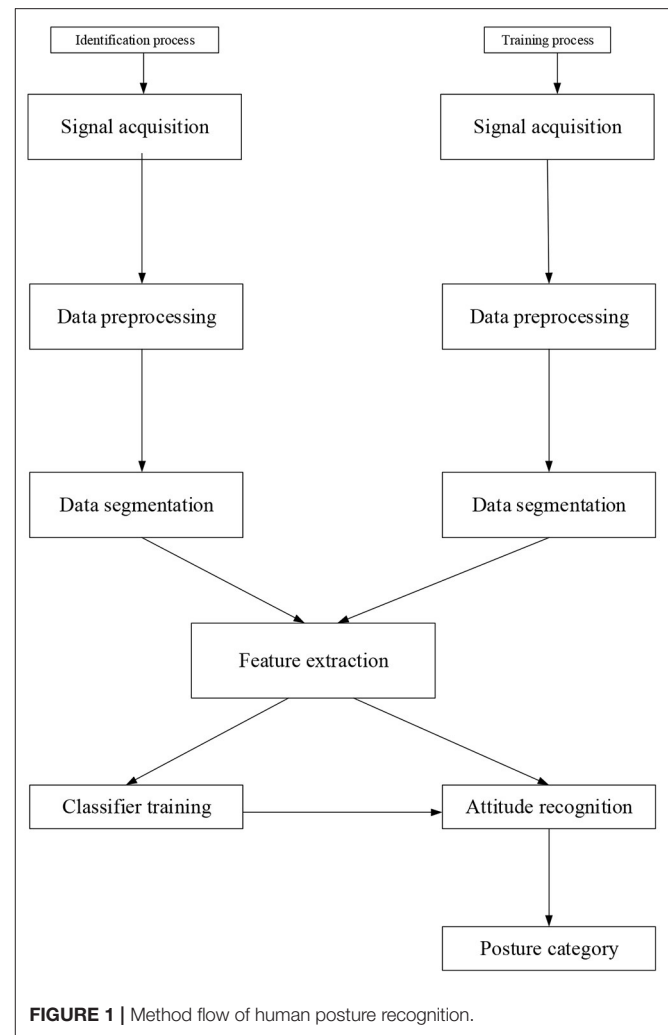 Identification process
Training process
Signal acquisition
Signal acquisition
Data preprocessing
Data preprocessing
Data segmentation
Data segmentation
Feature extraction
Classifier training
Attitude recognition
Posture category
FIGURE 1 | Method flow of human posture recognition.